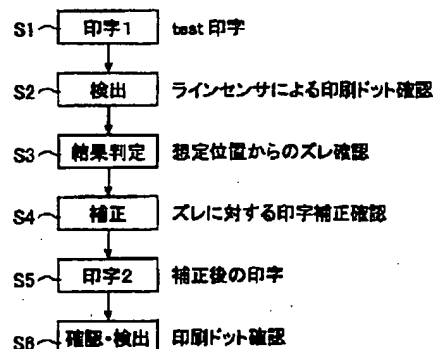 S1 印字1 test 印字
S2 検出 ラインセンサによる印刷ドット確認
S3 結果判定 想定位置からのズレ確認
S4 補正 ズレに対する印字補正確認
S5 印字2 補正後の印字
S6 確認・検出 印刷ドット確認